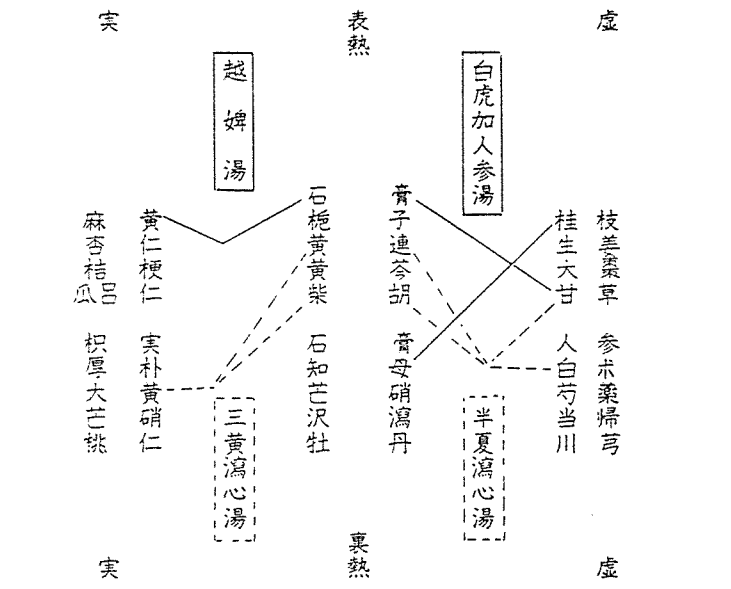 実
表熱
虚
越婢湯
白虎加人参湯
麻黄
杏仁
桔梗
瓜呂仁
石膏
梔子
黄連
黄芩
柴胡
桂枝
生姜
大棗
甘草
枳実
厚朴
大黄
芒硝
桃仁
石膏
知母
芒硝
沢瀉
牡丹
人参
白朮
芍薬
当帰
川芎
三黄瀉心湯
半夏瀉心湯
実
裏熱
虚